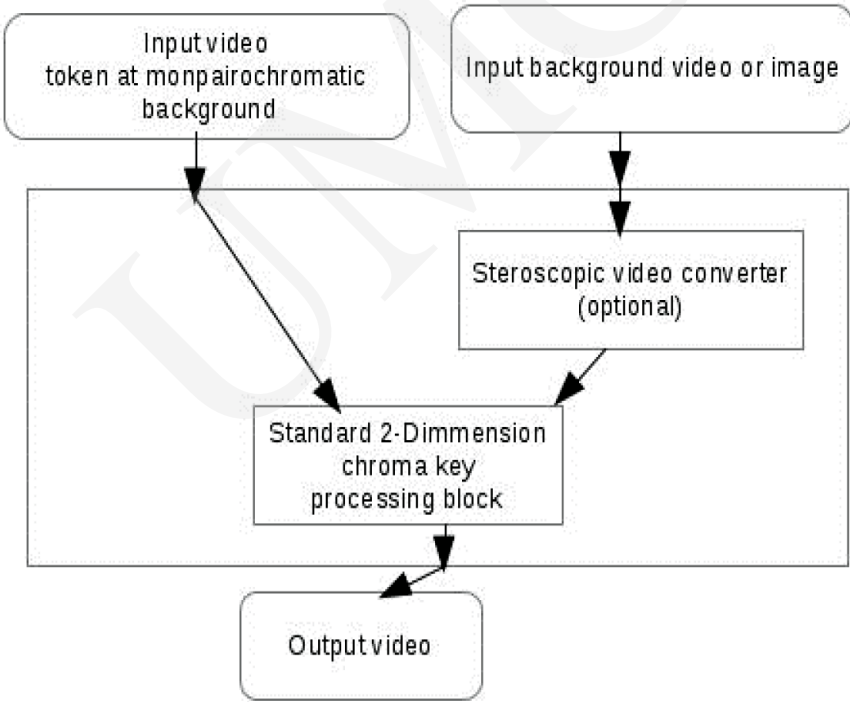 Input video
token at monpairochromatic
background
Input background video or image
Steroscopic video converter
(optional)
Standard 2-Dimmension
chroma key
processing block
Output video